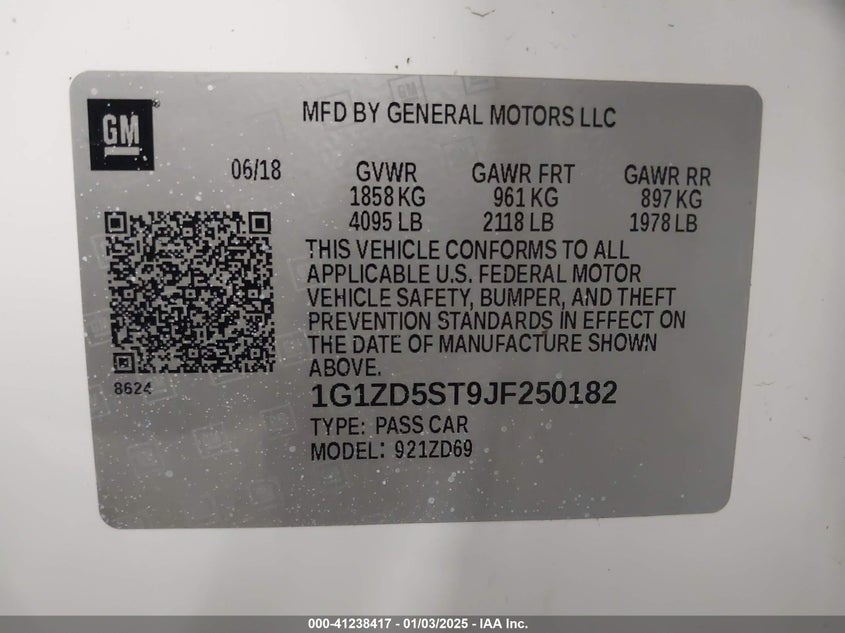 GM
MFD BY GENERAL MOTORS LLC
06/18 GVWR GAWR FRT GAWR RR
1858 KG 961 KG 897 KG
4095 LB 2118 LB 1978 LB
THIS VEHICLE CONFORMS TO ALL
APPLICABLE U.S. FEDERAL MOTOR
VEHICLE SAFETY, BUMPER, AND THEFT
PREVENTION STANDARDS IN EFFECT ON
THE DATE OF MANUFACTURE SHOWN
ABOVE.
8624
1G1ZD5ST9JF250182
TYPE: PASS CAR
MODEL: 921ZD69
000-41238417 - 01/03/2025 - IAA Inc.